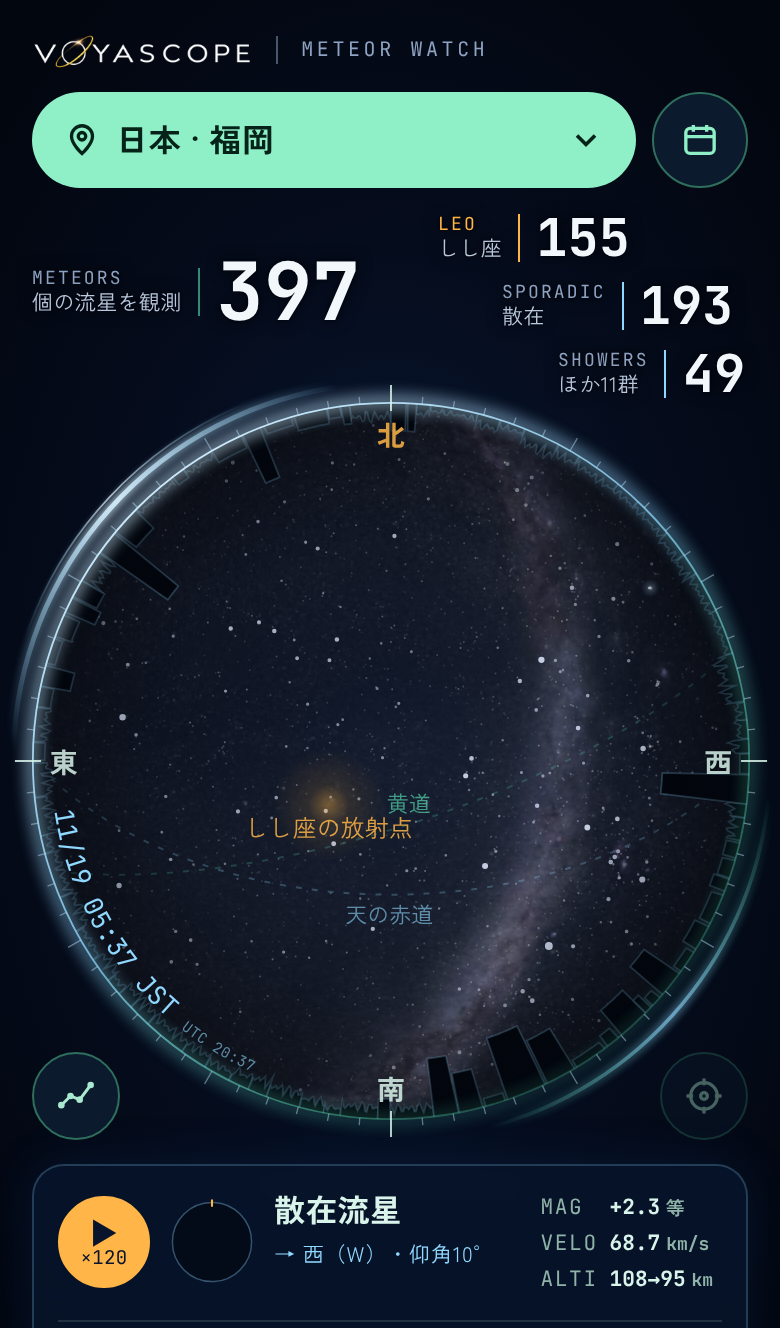 VOYASCOPE | METEOR WATCH
日本・福岡
LEO
しし座
155
METEORS
個の流星を観測
397
SPORADIC
散在
193
SHOWERS
ほか11群
49
北
東
西
黄道
しし座の放射点
天の赤道
11/19 05:37 JST
UTC 20:37
南
×120
散在流星
→ 西（W）・仰角10°
MAG +2.3 等
VELO 68.7 km/s
ALTI 108→95 km